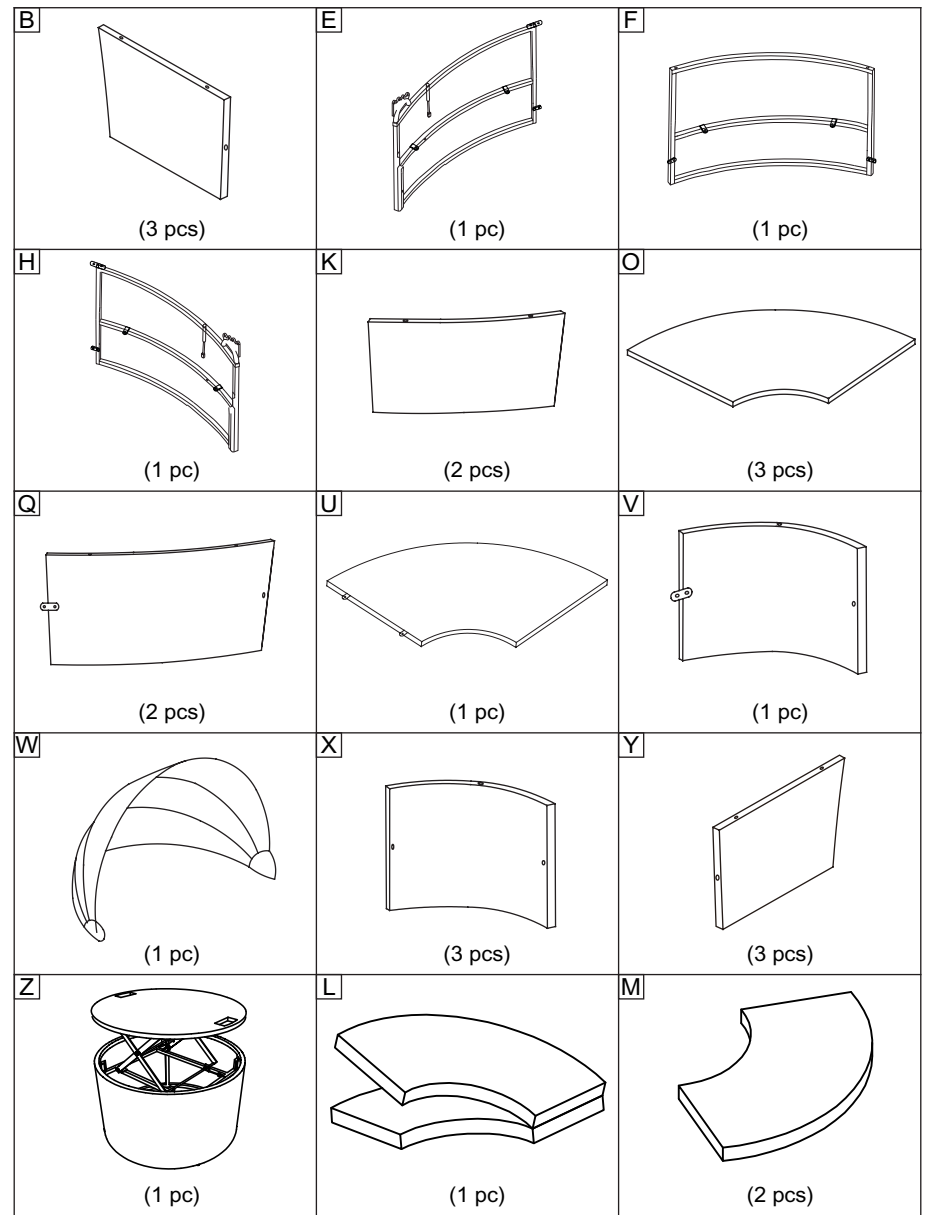 B E F
(3 pcs) (1 pc) (1 pc)
H K O
(1 pc) (2 pcs) (3 pcs)
Q U V
(2 pcs) (1 pc) (1 pc)
W X Y
(1 pc) (3 pcs) (3 pcs)
Z L M
(1 pc) (1 pc) (2 pcs)